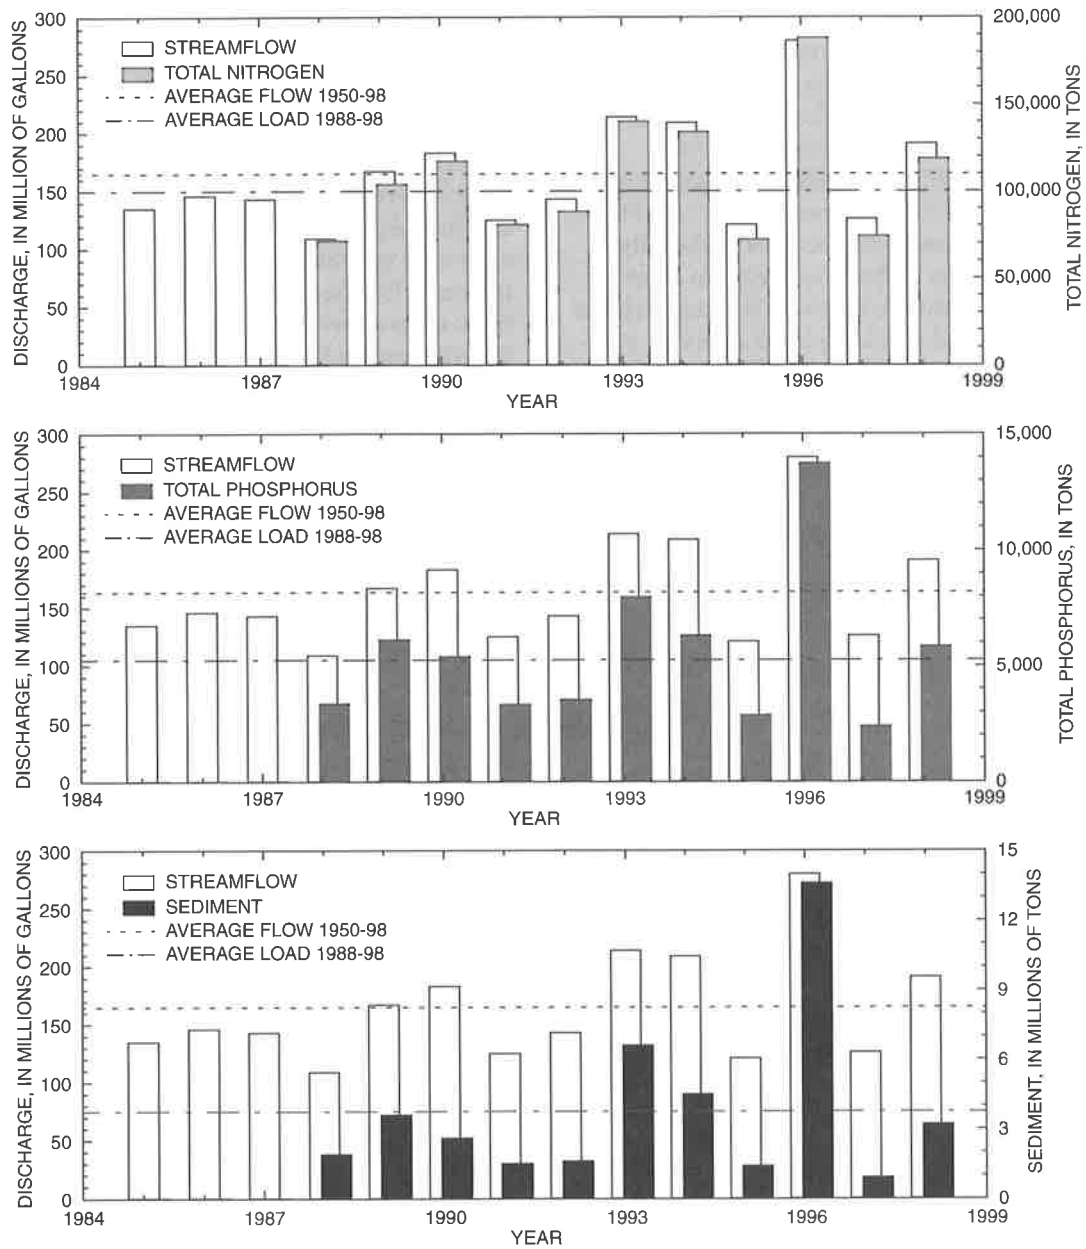 DISCHARGE, IN MILLION OF GALLONS
300
250
200
150
100
50
0
STREAMFLOW
TOTAL NITROGEN
AVERAGE FLOW 1950-98
AVERAGE LOAD 1988-98
200,000
150,000
100,000
50,000
0
TOTAL NITROGEN, IN TONS
1984 1987 1990 1993 1996 1999
YEAR
DISCHARGE, IN MILLIONS OF GALLONS
300
250
200
150
100
50
0
STREAMFLOW
TOTAL PHOSPHORUS
AVERAGE FLOW 1950-98
AVERAGE LOAD 1988-98
15,000
10,000
5,000
0
TOTAL PHOSPHORUS, IN TONS
1984 1987 1990 1993 1996 1999
YEAR
DISCHARGE, IN MILLIONS OF GALLONS
300
250
200
150
100
50
0
STREAMFLOW
SEDIMENT
AVERAGE FLOW 1950-98
AVERAGE LOAD 1988-98
15
12
9
6
3
0
SEDIMENT, IN MILLIONS OF TONS
1984 1987 1990 1993 1996 1999
YEAR